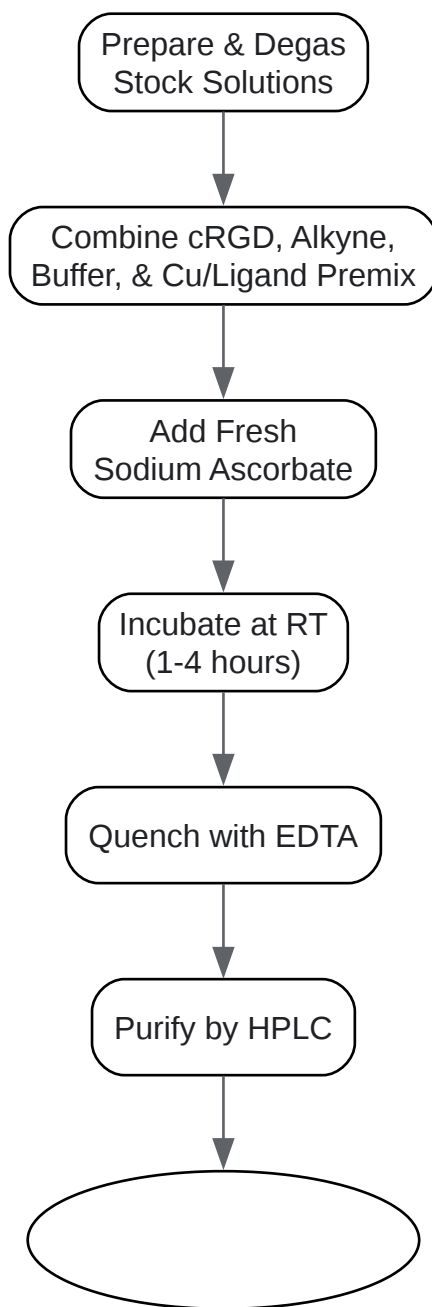 Prepare & Degas
Stock Solutions
Combine cRGD, Alkyne,
Buffer, & Cu/Ligand Premix
Add Fresh
Sodium Ascorbate
Incubate at RT
(1-4 hours)
Quench with EDTA
Purify by HPLC